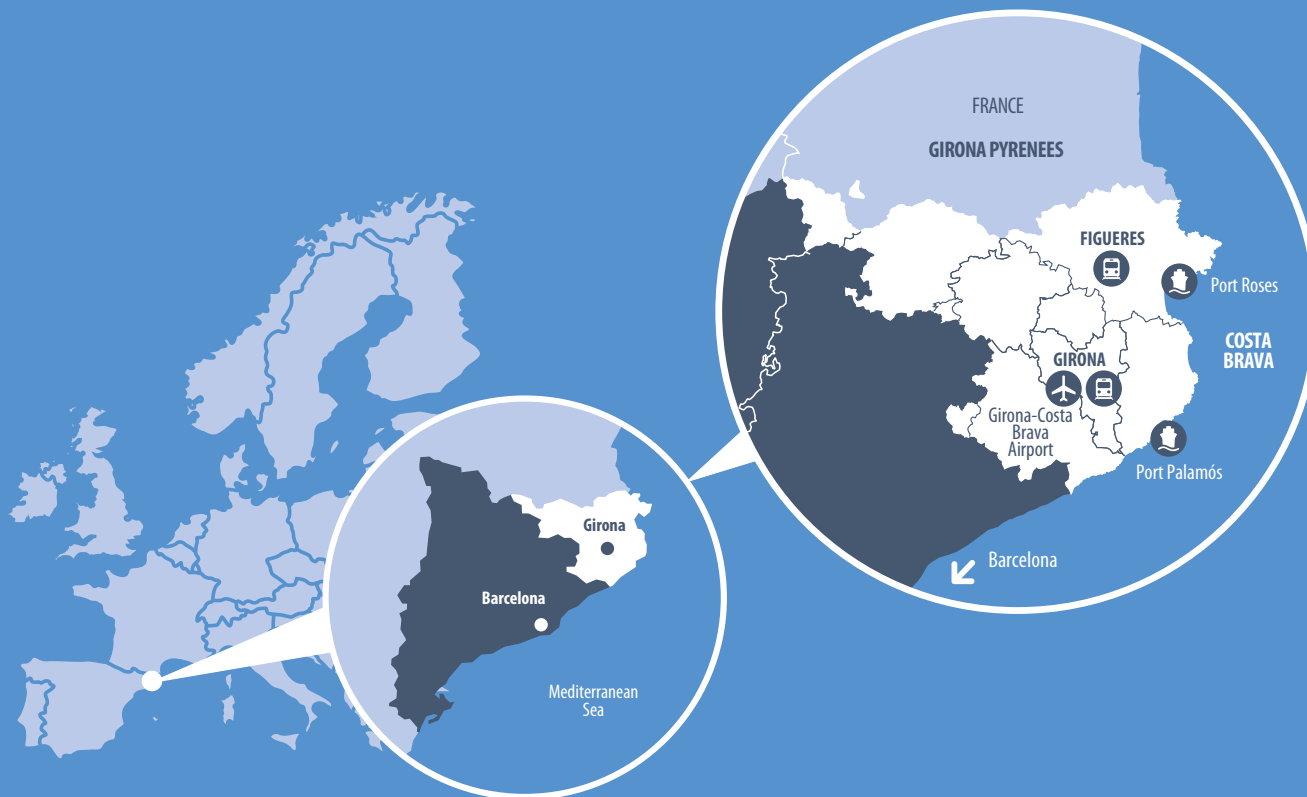 FRANCE
GIRONA PYRENEES
FIGUERES
Port Roses
COSTA
BRAVA
GIRONA
Girona-Costa
Brava
Airport
Port Palamós
Barcelona
Girona
Barcelona
Mediterranean
Sea